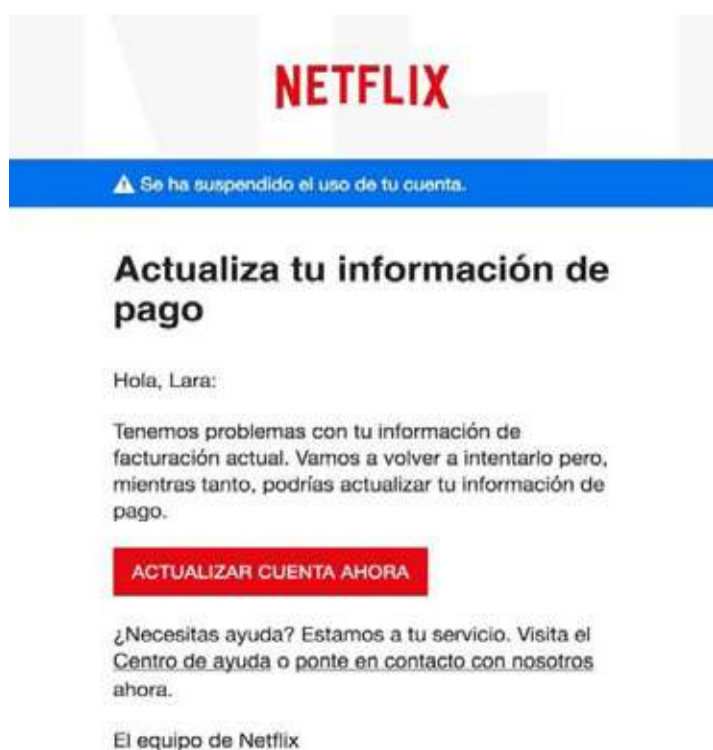 NETFLIX
Se ha suspendido el uso de tu cuenta.
Actualiza tu información de
pago
Hola, Lara:
Tenemos problemas con tu información de
facturación actual. Vamos a volver a intentarlo pero,
mientras tanto, podrías actualizar tu información de
pago.
ACTUALIZAR CUENTA AHORA
¿Necesitas ayuda? Estamos a tu servicio. Visita el
Centro de ayuda o ponte en contacto con nosotros
ahora.
El equipo de Netflix